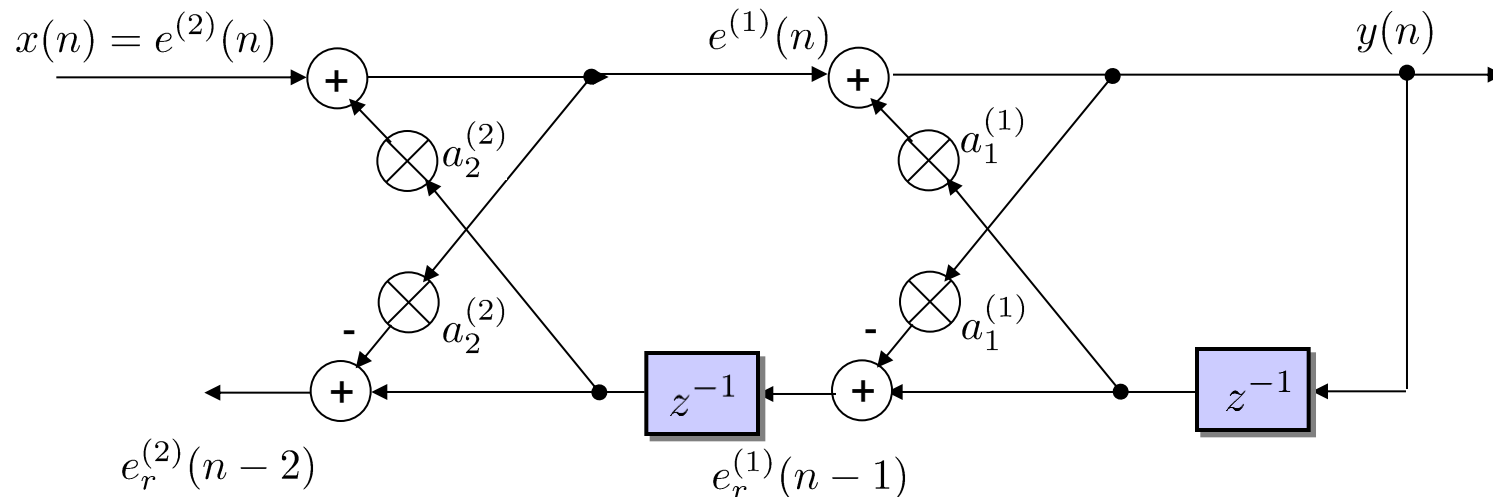 x(n) = e^{(2)}(n)
e^{(1)}(n)
y(n)
+
+
a_2^{(2)}
a_1^{(1)}
-
a_2^{(2)}
-
a_1^{(1)}
+
z^{-1}
+
z^{-1}
e_r^{(2)}(n − 2)
e_r^{(1)}(n − 1)